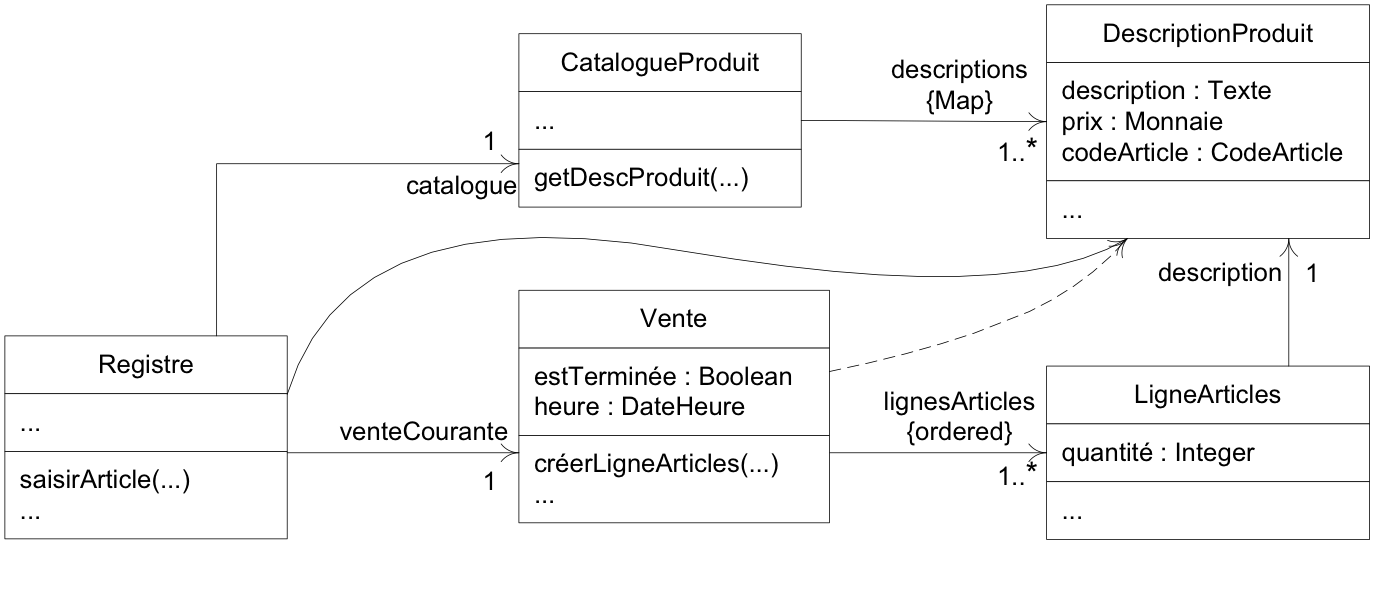 CatalogueProduit
...
getDescProduit(...)
descriptions
{Map}
1..*
DescriptionProduit
description : Texte
prix : Monnaie
codeArticle : CodeArticle
...
1
catalogue
description
1
Registre
...
saisirArticle(...)
...
venteCourante
1
Vente
estTerminée : Boolean
heure : DateHeure
créerLigneArticles(...)
...
lignesArticles
{ordered}
1..*
LigneArticles
quantité : Integer
...